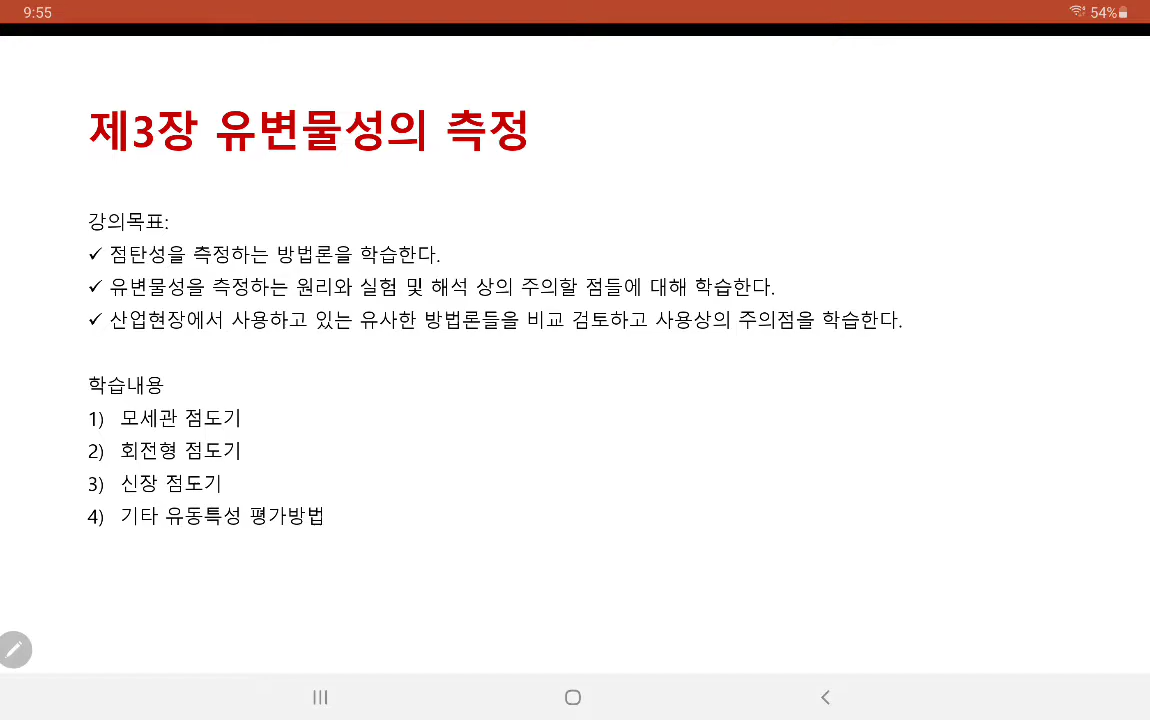 9:55
54%
제3장 유변물성의 측정
강의목표:
✓ 점탄성을 측정하는 방법론을 학습한다.
✓ 유변물성을 측정하는 원리와 실험 및 해석 상의 주의할 점들에 대해 학습한다.
✓ 산업현장에서 사용하고 있는 유사한 방법론들을 비교 검토하고 사용상의 주의점을 학습한다.
학습내용
1) 모세관 점도기
2) 회전형 점도기
3) 신장 점도기
4) 기타 유동특성 평가방법